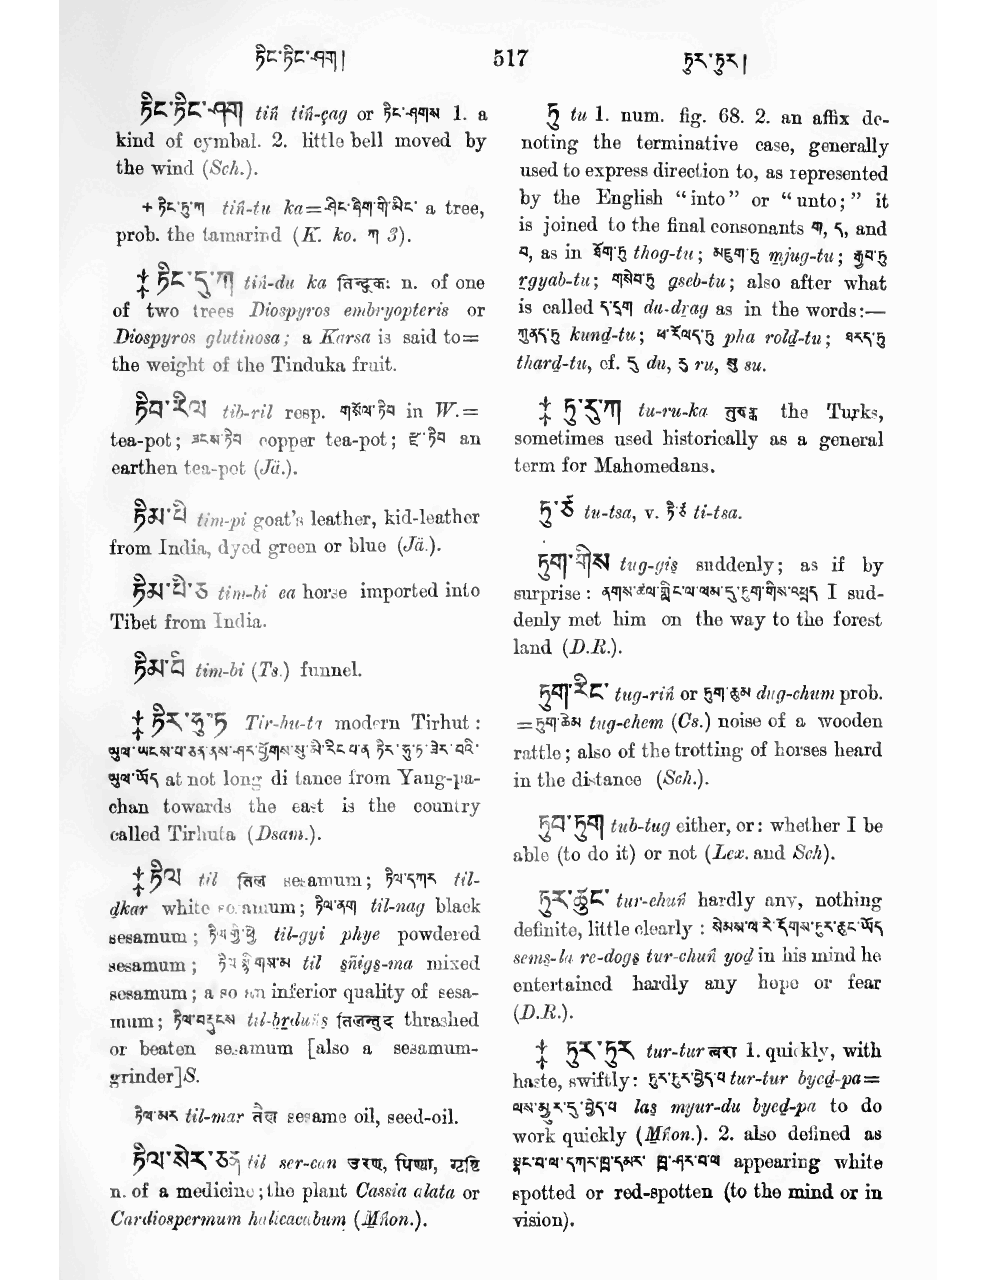 ཏིང་ཏིང་ཤག།
517
ཏུར་ཏུར།
ཏིང་ཏིང་ཤག tiṅ tiṅ-çag or ཏིང་ཤགས 1. a
kind of cymbal. 2. little bell moved by
the wind (Sch.).
+ ཏིང་ཏུ་ཀ tiṅ-tu ka=ཤིང་ཞིག་གི་མིང་ a tree,
prob. the tamarind (K. ko. ཀ 3).
‡ ཏིང་དུ་ཀ tiṅ-du ka तिन्दुकः n. of one
of two trees Diospyros embryopteris or
Diospyros glutinosa; a Karsa is said to=
the weight of the Tinduka fruit.
ཏིབ་རིལ tib-ril resp. གསོལ་ཏིབ in W.=
tea-pot; ཟངས་ཏིབ copper tea-pot; རྫ་ཏིབ an
earthen tea-pot (Jä.).
ཏིམ་པི tim-pi goat's leather, kid-leather
from India, dyed green or blue (Jä.).
ཏིམ་པི་ཅ tim-bi ca horse imported into
Tibet from India.
ཏིམ་བི tim-bi (Ts.) funnel.
‡ ཏིར་ཧུ་ཏ Tir-hu-ta modern Tirhut:
ཡུལ་ཡངས་པ་ཅན་ནས་ཤར་ཕྱོགས་སུ་མི་རིང་བ་ན་ཏིར་ཧུ་ཏ་ཟེར་བའི་
ཡུལ་ཡོད at not long distance from Yang-pa-
chan towards the east is the country
called Tirhuta (Dsam.).
‡ ཏིལ til तिल sesamum; ཏིལ་དཀར til-
ḍkar white sesamum; ཏིལ་ནག til-nag black
sesamum; ཏིལ་གྱི་ཕྱེ til-gyi phye powdered
sesamum; ཏིལ་སྙིགས་མ til sñigs-ma mixed
sesamum; also an inferior quality of sesa-
mum; ཏིལ་བརྡུངས til-brduṅs तिलन्तुद thrashed
or beaten sesamum [also a sesamum-
grinder]S.
ཏིལ་མར til-mar तैल sesame oil, seed-oil.
ཏིལ་སེར་ཅན til ser-can
n. of a medicine; the plant Cassia alata or
Cardiospermum halicacabum (Mṅon.).
ཏུ tu 1. num. fig. 68. 2. an affix de-
noting the terminative case, generally
used to express direction to, as represented
by the English "into" or "unto;" it
is joined to the final consonants ག, ད, and
བ, as in ཐོག་ཏུ thog-tu; མཇུག་ཏུ mjug-tu; རྒྱབ་ཏུ
rgyab-tu; གསེབ་ཏུ gseb-tu; also after what
is called ད་དྲག da-drag as in the words:—
ཀུནད་ཏུ kund-tu; ཕ་རོལད་ཏུ pha rold-tu; ཐརད་ཏུ
thard-tu, cf. དུ du, རུ ru, སུ su.
‡ ཏུ་རུ་ཀ tu-ru-ka तुरुष्क the Turks,
sometimes used historically as a general
term for Mahomedans.
ཏུ་ཙ tu-tsa, v. ཏི་ཙ ti-tsa.
ཏུག་གིས tug-gis suddenly; as if by
surprise: ནགས་ཚལ་གླིང་ལ་ལམ་དུ་ཏུག་གིས་འཕྲད I sud-
denly met him on the way to the forest
land (D.R.).
ཏུག་རིང་ tug-riṅ or ཏུག་ཆུམ dug-chum prob.
=ཏུག་ཆེམ tug-chem (Cs.) noise of a wooden
rattle; also of the trotting of horses heard
in the distance (Sch.).
ཏུབ་ཏུག tub-tug either, or: whether I be
able (to do it) or not (Lex. and Sch).
ཏུར་ཚུང་ tur-chuṅ hardly any, nothing
definite, little clearly: སེམས་ལ་རེ་དོགས་ཏུར་ཆུང་ཡོད
sems-la re-dogs tur-chuṅ yod in his mind he
entertained hardly any hope or fear
(D.R.).
‡ ཏུར་ཏུར tur-tur त्वरा 1. quickly, with
haste, swiftly: ཏུར་ཏུར་བྱེད་པ tur-tur byed-pa=
ལས་མྱུར་དུ་བྱེད་པ las myur-du byed-pa to do
work quickly (Mṅon.). 2. also defined as
སྣང་བ་ལ་དཀར་ཁྲ་དམར་ཁྲ་ཤར་བ་ལ appearing white
spotted or red-spotten (to the mind or in
vision).